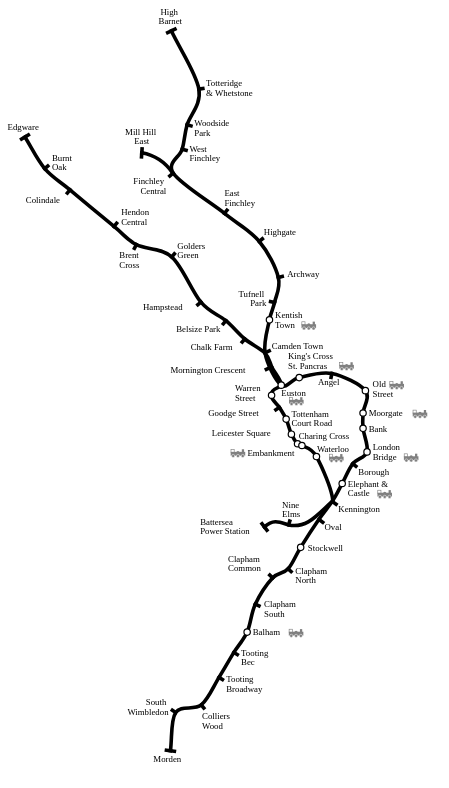 High
Barnet
Totteridge
& Whetstone
Edgware
Woodside
Park
Mill Hill
East
West
Finchley
Burnt
Oak
Finchley
Central
Colindale
East
Finchley
Hendon
Central
Highgate
Golders
Green
Brent
Cross
Archway
Tufnell
Park
Hampstead
Kentish
Town
Belsize Park
Chalk Farm
Camden Town
King's Cross
St. Pancras
Mornington Crescent
Angel
Old
Street
Warren
Street
Euston
Goodge Street
Tottenham
Court Road
Moorgate
Leicester Square
Bank
Charing Cross
Embankment
Waterloo
London
Bridge
Borough
Elephant &
Castle
Nine
Elms
Kennington
Battersea
Power Station
Oval
Stockwell
Clapham
Common
Clapham
North
Clapham
South
Balham
Tooting
Bec
Tooting
Broadway
South
Wimbledon
Colliers
Wood
Morden